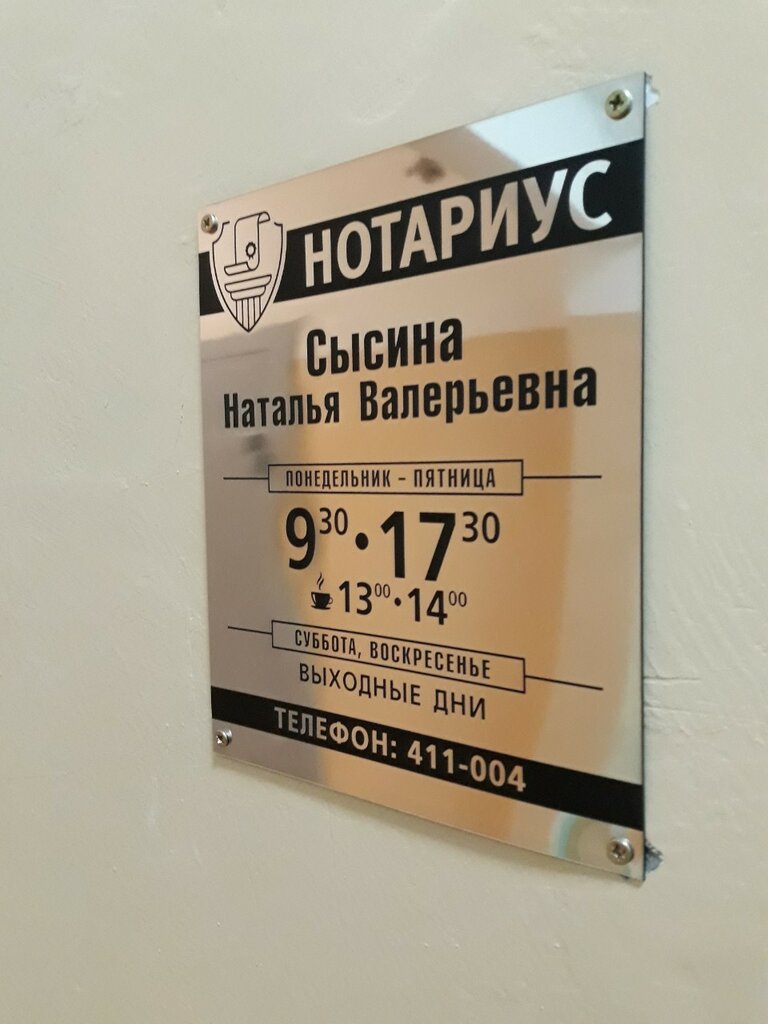 НОТАРИУС
Сысина
Наталья Валерьевна
ПОНЕДЕЛЬНИК - ПЯТНИЦА
9³⁰•17³⁰
13⁰⁰•14⁰⁰
СУББОТА, ВОСКРЕСЕНЬЕ
ВЫХОДНЫЕ ДНИ
ТЕЛЕФОН: 411-004